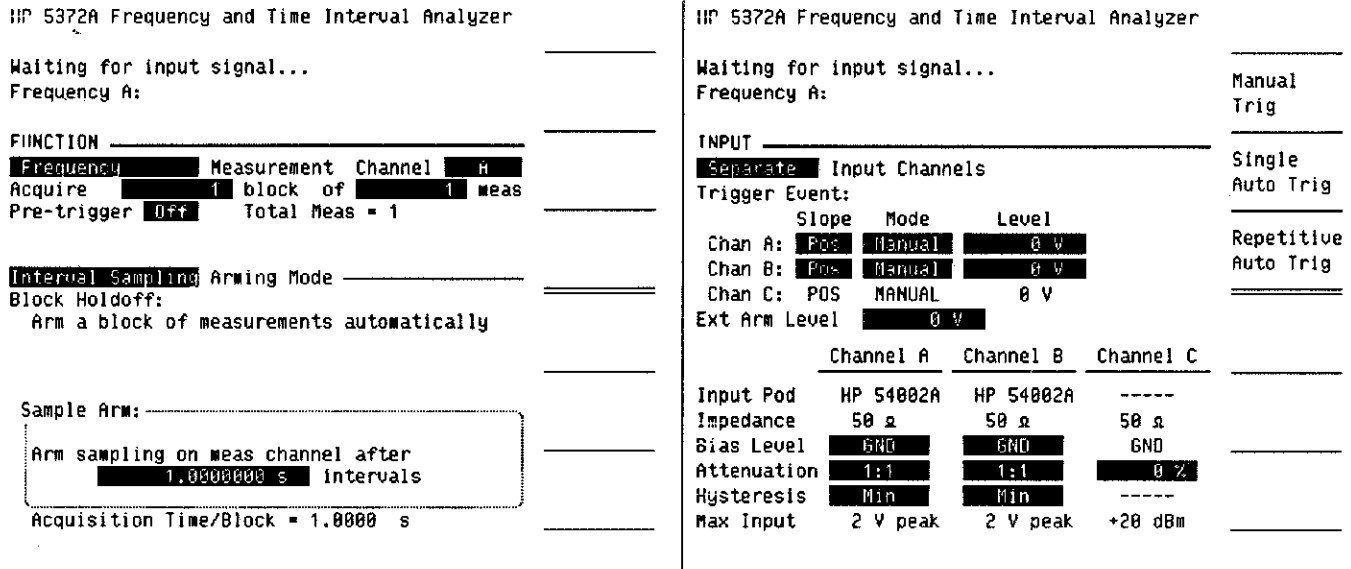 HP 5372A Frequency and Time Interval Analyzer
Waiting for input signal...
Frequency A:
FUNCTION
Frequency Measurement Channel A
Acquire 1 block of 1 meas
Pre-trigger Off Total Meas = 1
Interval Sampling Arming Mode
Block Holdoff:
Arm a block of measurements automatically
Sample Arm:
Arm sampling on meas channel after
1.0000000 s intervals
Acquisition Time/Block = 1.0000 s
HP 5372A Frequency and Time Interval Analyzer
Waiting for input signal...
Frequency A:
INPUT
Separate Input Channels
Trigger Event:
Slope Mode Level
Chan A: Pos Manual 0 V
Chan B: Pos Manual 0 V
Chan C: POS MANUAL 0 V
Ext Arm Level 0 V
Channel A Channel B Channel C
Input Pod HP 54002A HP 54002A -----
Impedance 50 Ω 50 Ω 50 Ω
Bias Level GND GND GND
Attenuation 1:1 1:1 0 %
Hysteresis Min Min -----
Max Input 2 V peak 2 V peak +20 dBm
Manual
Trig
Single
Auto Trig
Repetitive
Auto Trig